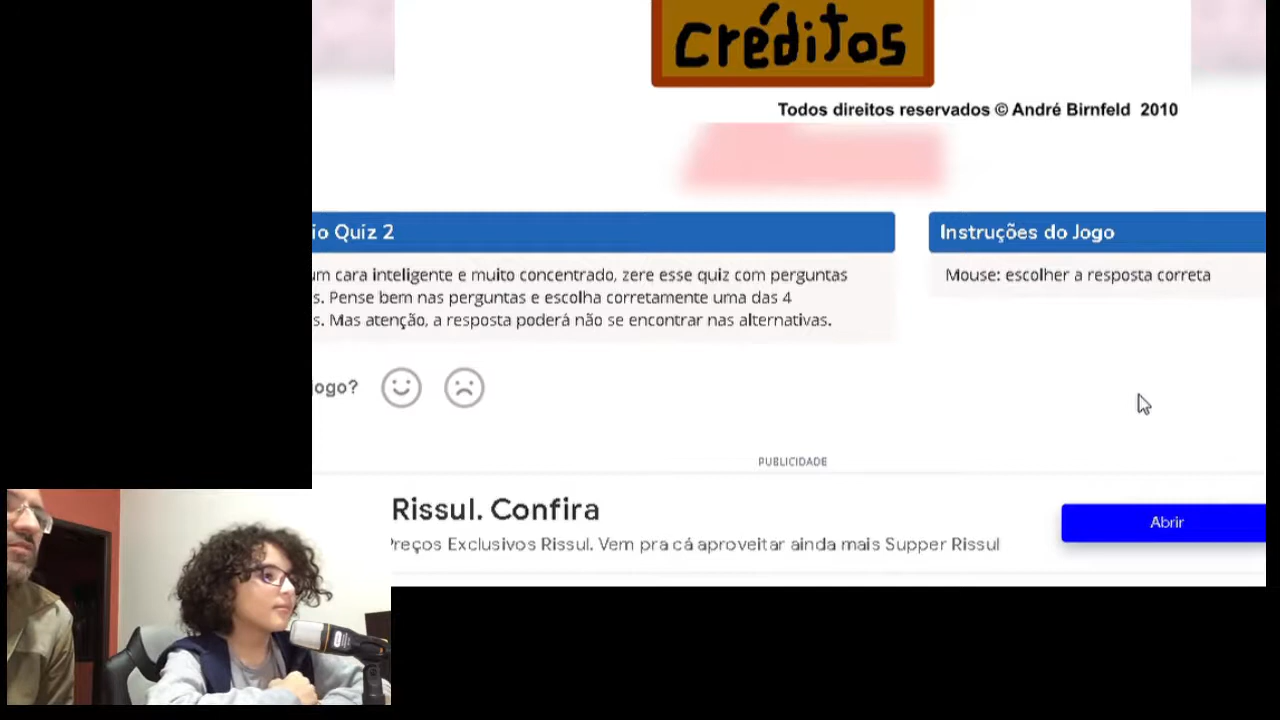 Créditos
Todos direitos reservados © André Birnfeld 2010
io Quiz 2
Instruções do Jogo
um cara inteligente e muito concentrado, zere esse quiz com perguntas
s. Pense bem nas perguntas e escolha corretamente uma das 4
s. Mas atenção, a resposta poderá não se encontrar nas alternativas.
Mouse: escolher a resposta correta
jogo?
PUBLICIDADE
Rissul. Confira
Preços Exclusivos Rissul. Vem pra cá aproveitar ainda mais Supper Rissul
Abrir